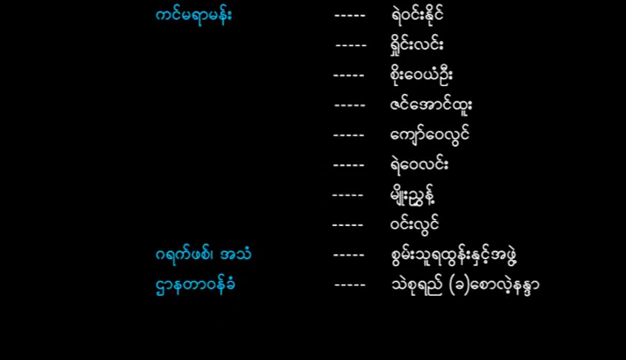 ကင်မရာမန်း ----- ရဲဝင်းနိုင်
----- ရှိုင်းလင်း
----- စိုးဝေယံဦး
----- ဇင်အောင်ထူး
----- ကျော်ဝေလွင်
----- ရဲဝေလင်း
----- မျိုးညွှန့်
----- ဝင်းလွင်
ဂရက်ဖစ်၊ အသံ ----- စွမ်းသူရထွန်းနှင့်အဖွဲ့
ဌာနတာဝန်ခံ ----- သဲစုရည် (ခ)စောလဲ့နန္ဒာ